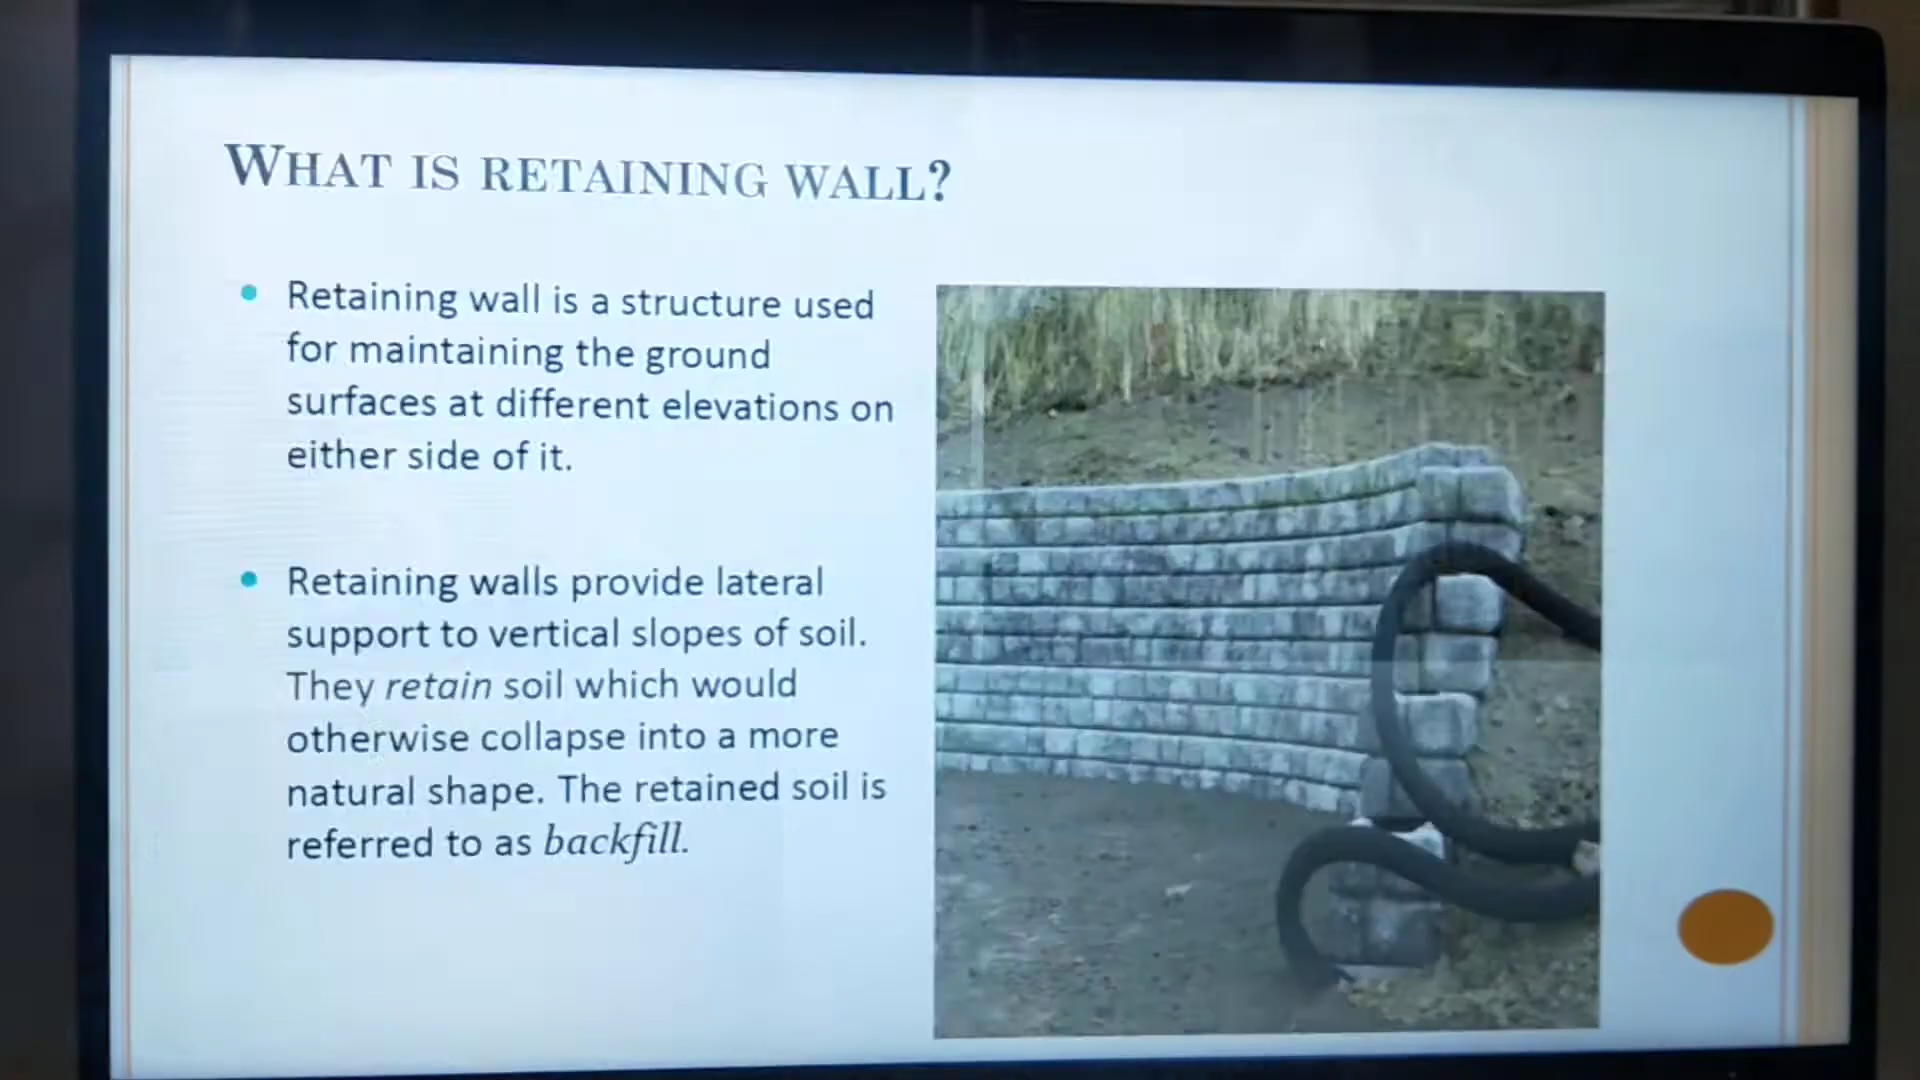 WHAT IS RETAINING WALL?
Retaining wall is a structure used
for maintaining the ground
surfaces at different elevations on
either side of it.
Retaining walls provide lateral
support to vertical slopes of soil.
They retain soil which would
otherwise collapse into a more
natural shape. The retained soil is
referred to as backfill.